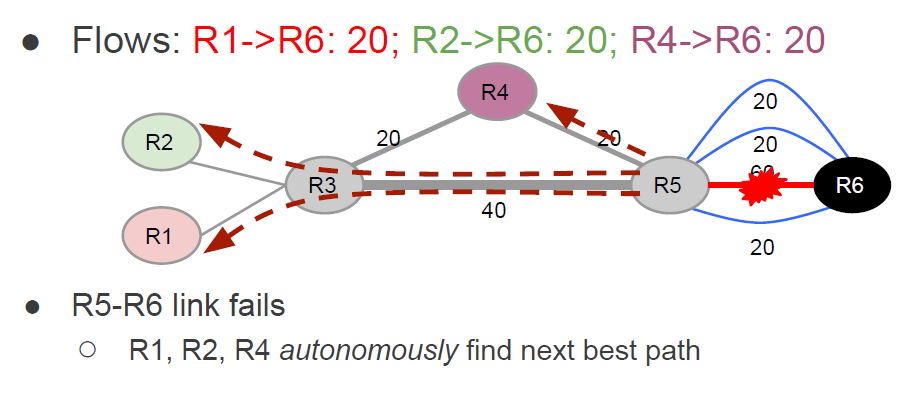 Flows: R1->R6: 20; R2->R6: 20; R4->R6: 20
R4
20
20
20
R2
20
R3
R5
R6
40
R1
20
R5-R6 link fails
R1, R2, R4 autonomously find next best path